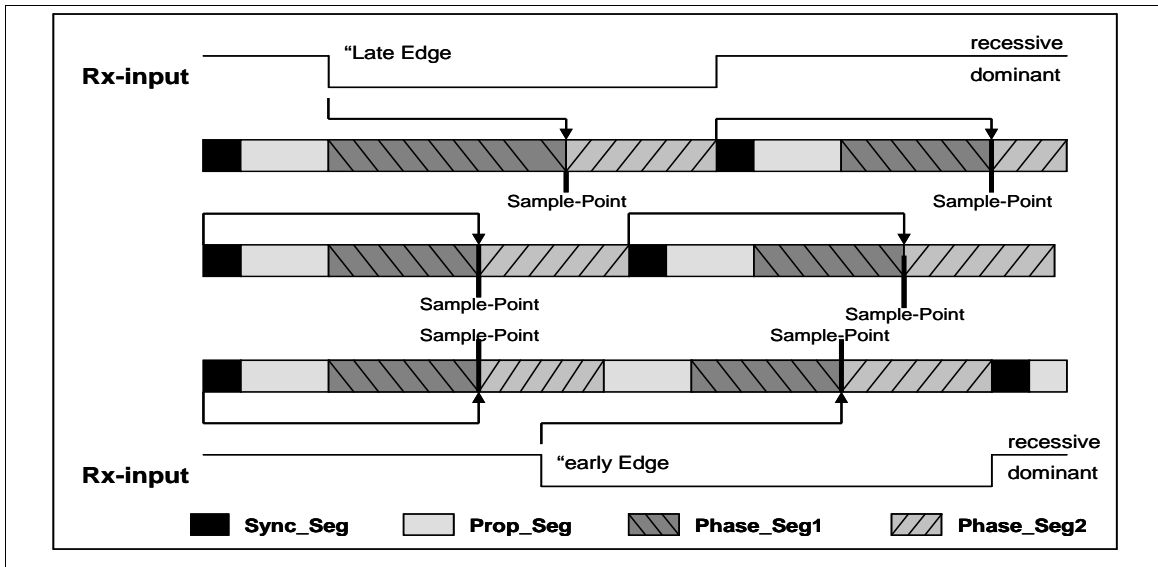 “Late Edge
recessive
Rx-input
dominant
Sample-Point
Sample-Point
Sample-Point
Sample-Point
Sample-Point
Sample-Point
recessive
“early Edge
Rx-input
dominant
Sync_Seg
Prop_Seg
Phase_Seg1
Phase_Seg2